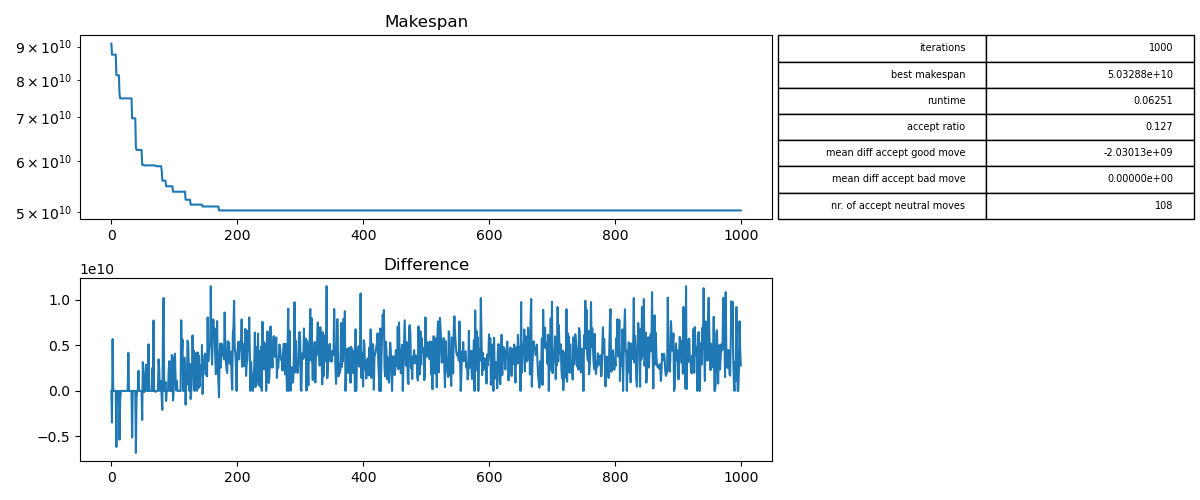 Makespan
9 × 10^10
8 × 10^10
7 × 10^10
6 × 10^10
5 × 10^10
0 200 400 600 800 1000
iterations 1000
best makespan 5.03288e+10
runtime 0.06251
accept ratio 0.127
mean diff accept good move -2.03013e+09
mean diff accept bad move 0.00000e+00
nr. of accept neutral moves 108
1e10 Difference
1.0
0.5
0.0
−0.5
0 200 400 600 800 1000